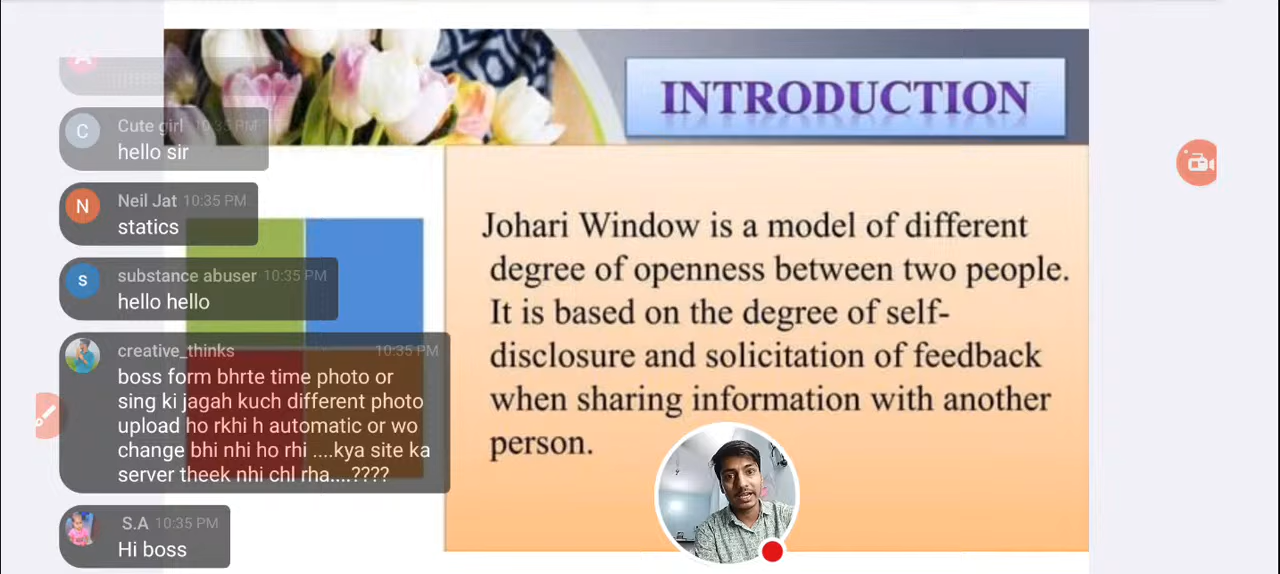 A
C
Cute girl 10:35 PM
hello sir
N
Neil Jat 10:35 PM
statics
s
substance abuser 10:35 PM
hello hello
creative_thinks 10:35 PM
boss form bhrte time photo or
sing ki jagah kuch different photo
upload ho rkhi h automatic or wo
change bhi nhi ho rhi ....kya site ka
server theek nhi chl rha....????
S.A 10:35 PM
Hi boss
INTRODUCTION
Johari Window is a model of different
degree of openness between two people.
It is based on the degree of self-
disclosure and solicitation of feedback
when sharing information with another
person.